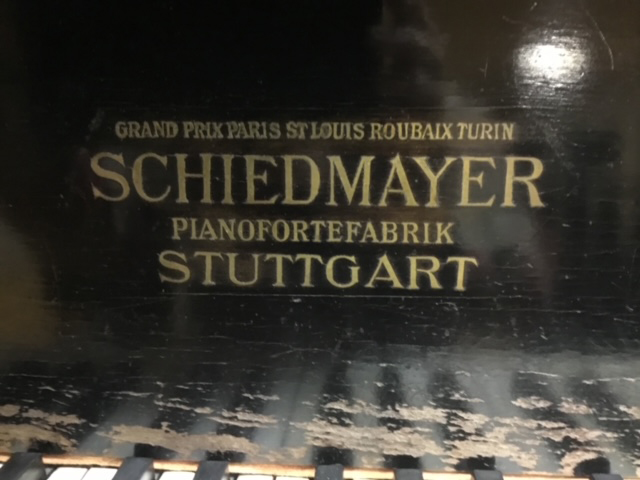 GRAND PRIX PARIS ST LOUIS ROUBAIX TURIN
SCHIEDMAYER
PIANOFORTEFABRIK
STUTTGART